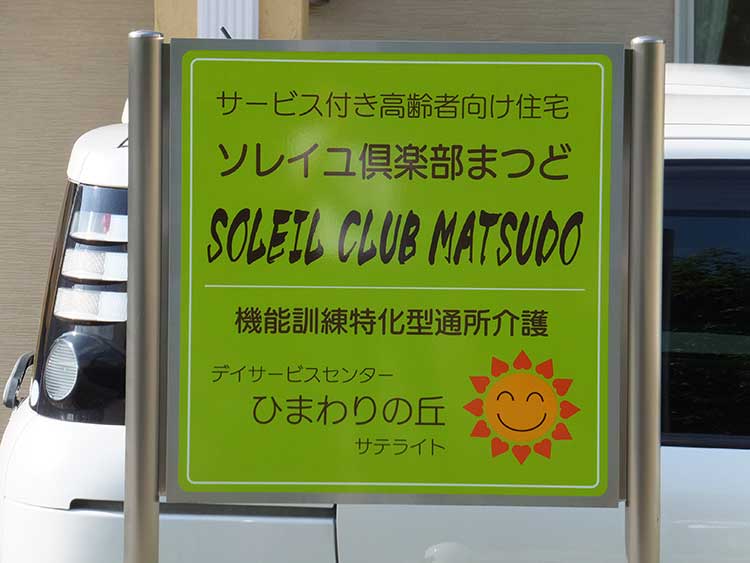 サービス付き高齢者向け住宅
ソレイユ倶楽部まつど
SOLEIL CLUB MATSUDO
機能訓練特化型通所介護
デイサービスセンター
ひまわりの丘
サテライト